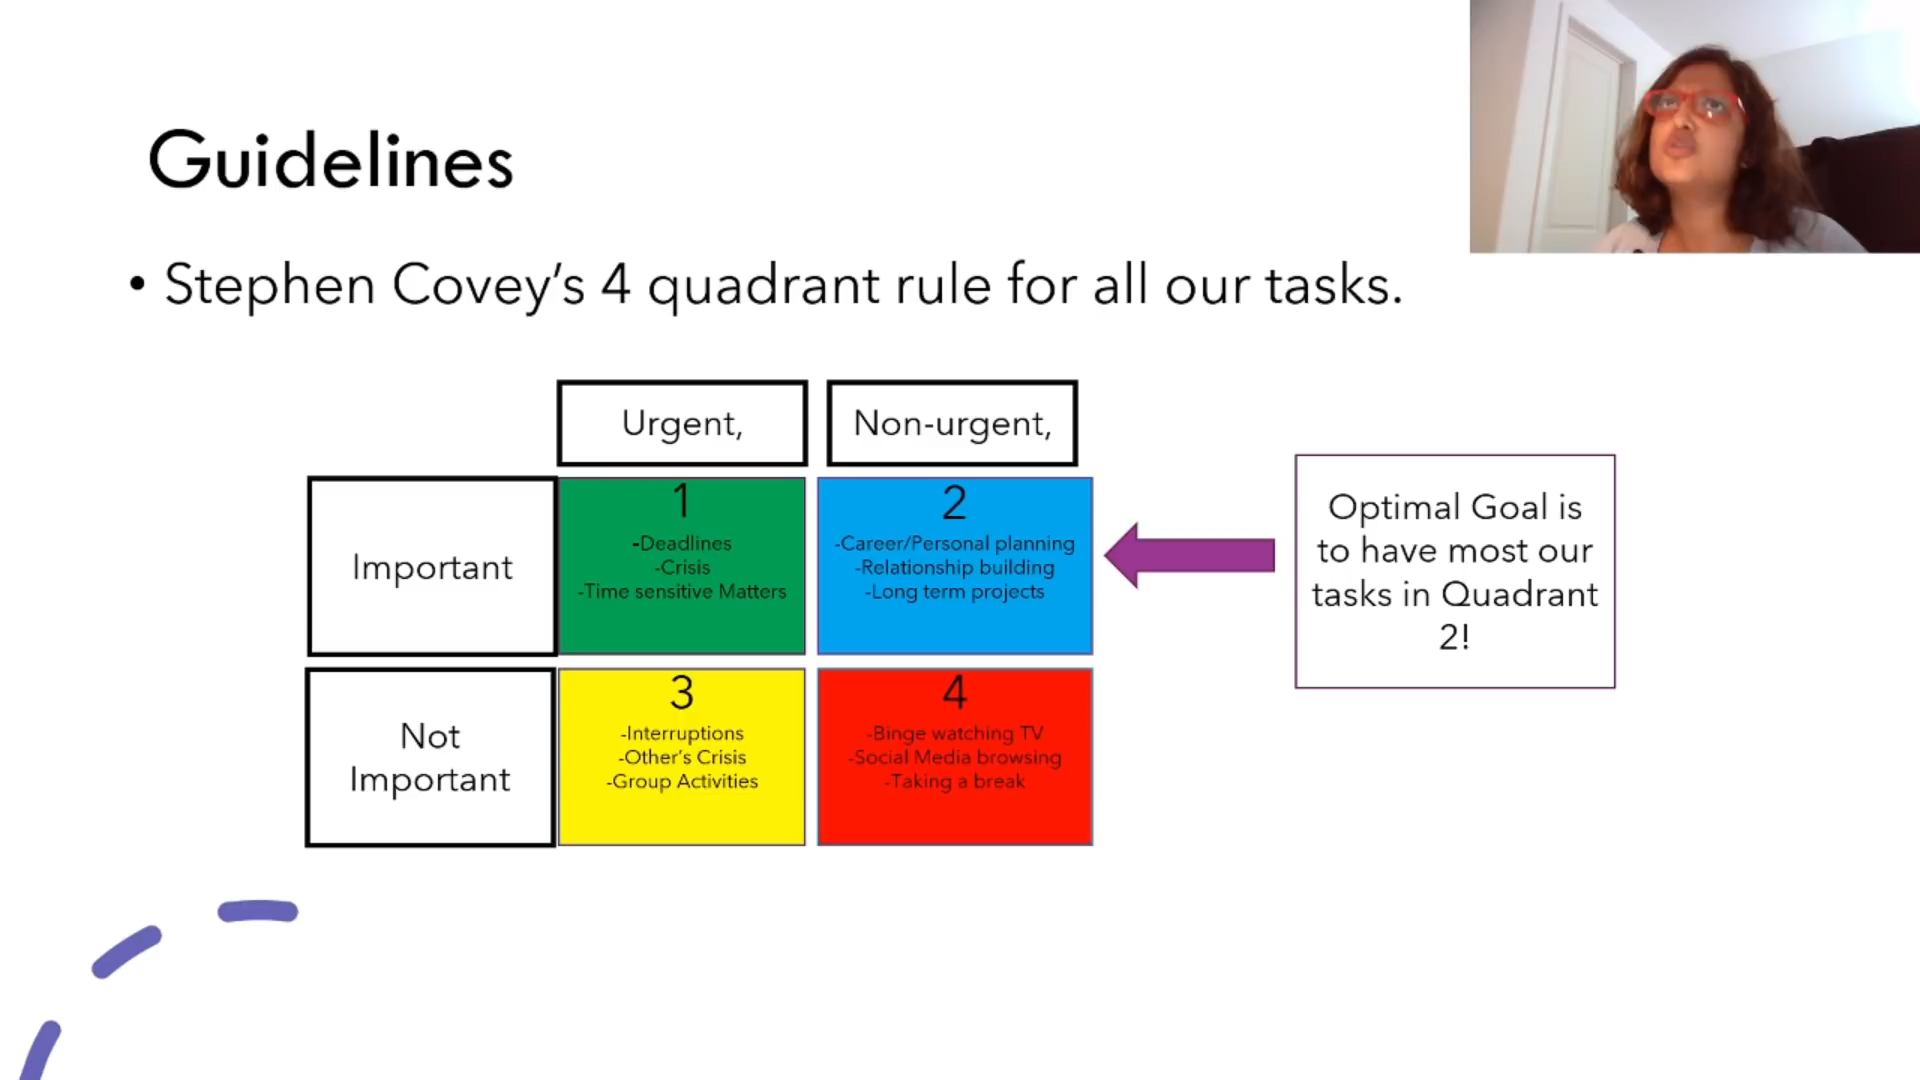 Guidelines
• Stephen Covey's 4 quadrant rule for all our tasks.
Urgent,
Non-urgent,
Important
1
-Deadlines
-Crisis
-Time sensitive Matters
2
-Career/Personal planning
-Relationship building
-Long term projects
Optimal Goal is
to have most our
tasks in Quadrant
2!
Not
Important
3
-Interruptions
-Other's Crisis
-Group Activities
4
-Binge watching TV
-Social Media browsing
-Taking a break